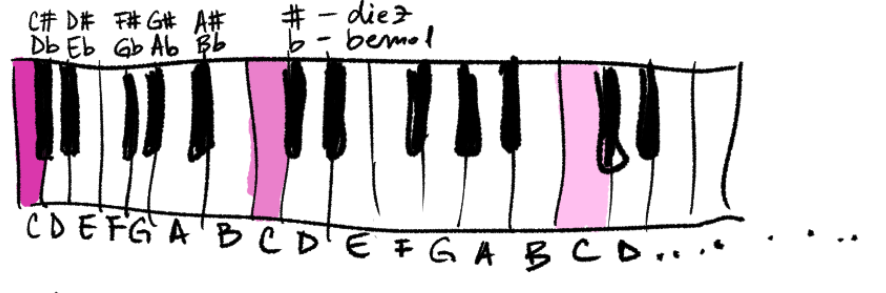 C# D# F# G# A# # - diez
Db Eb Gb Ab Bb b - bemol
C D E F G A B C D E F G A B C D....